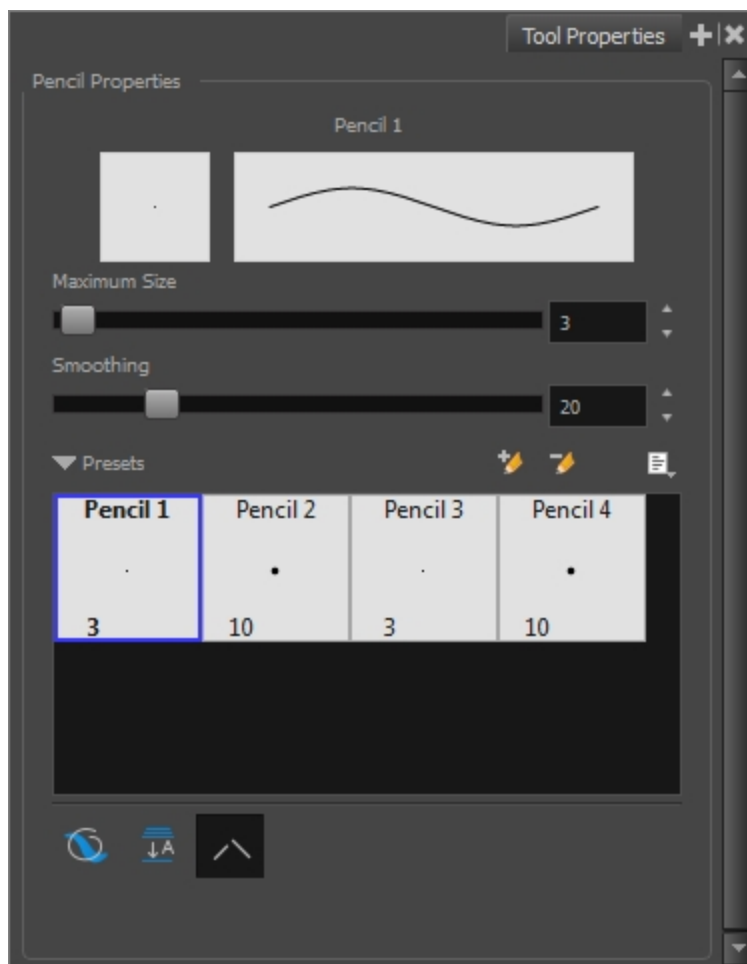 Tool Properties
Pencil Properties
Pencil 1
Maximum Size
3
Smoothing
20
Presets
Pencil 1 Pencil 2 Pencil 3 Pencil 4
3 10 3 10
A